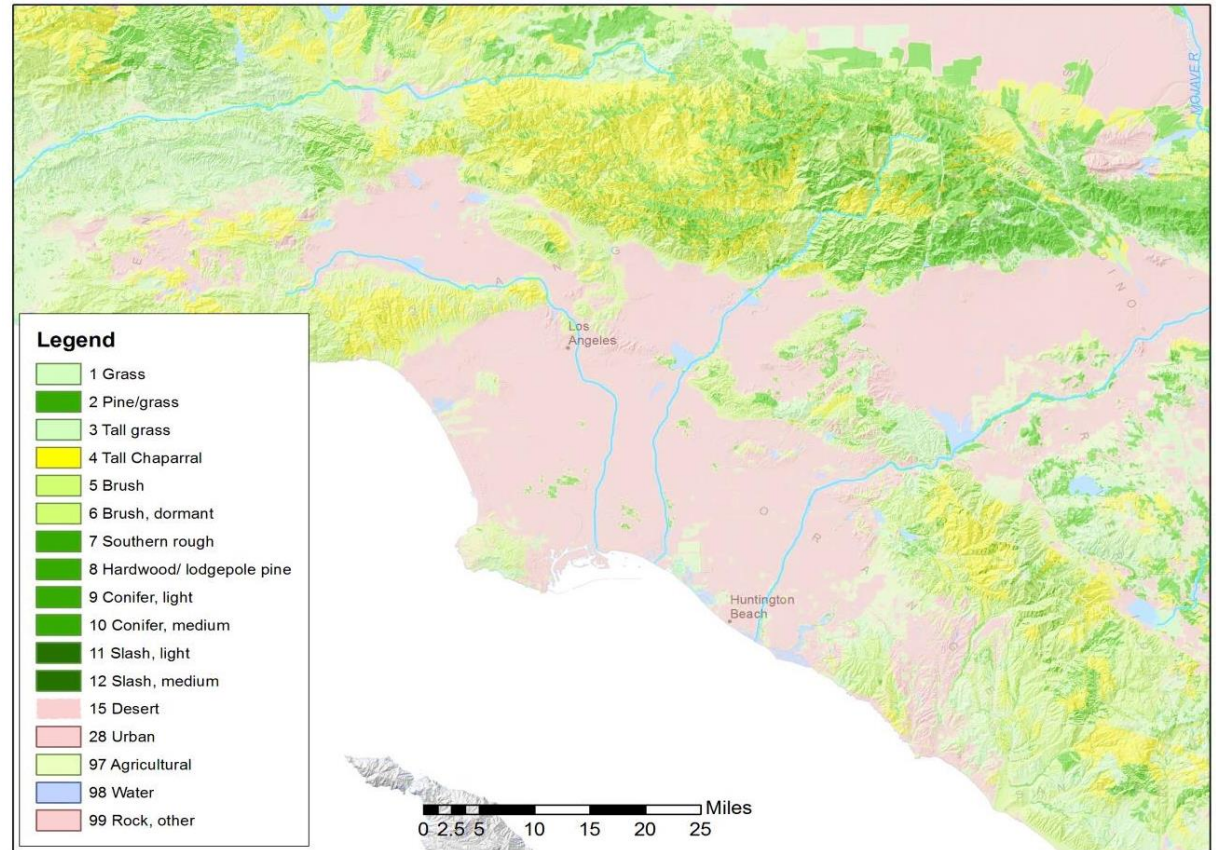 MOJAVE R
Los
Angeles
Huntington
Beach
Legend
1 Grass
2 Pine/grass
3 Tall grass
4 Tall Chaparral
5 Brush
6 Brush, dormant
7 Southern rough
8 Hardwood/ lodgepole pine
9 Conifer, light
10 Conifer, medium
11 Slash, light
12 Slash, medium
15 Desert
28 Urban
97 Agricultural
98 Water
99 Rock, other
Miles
0 2.5 5 10 15 20 25